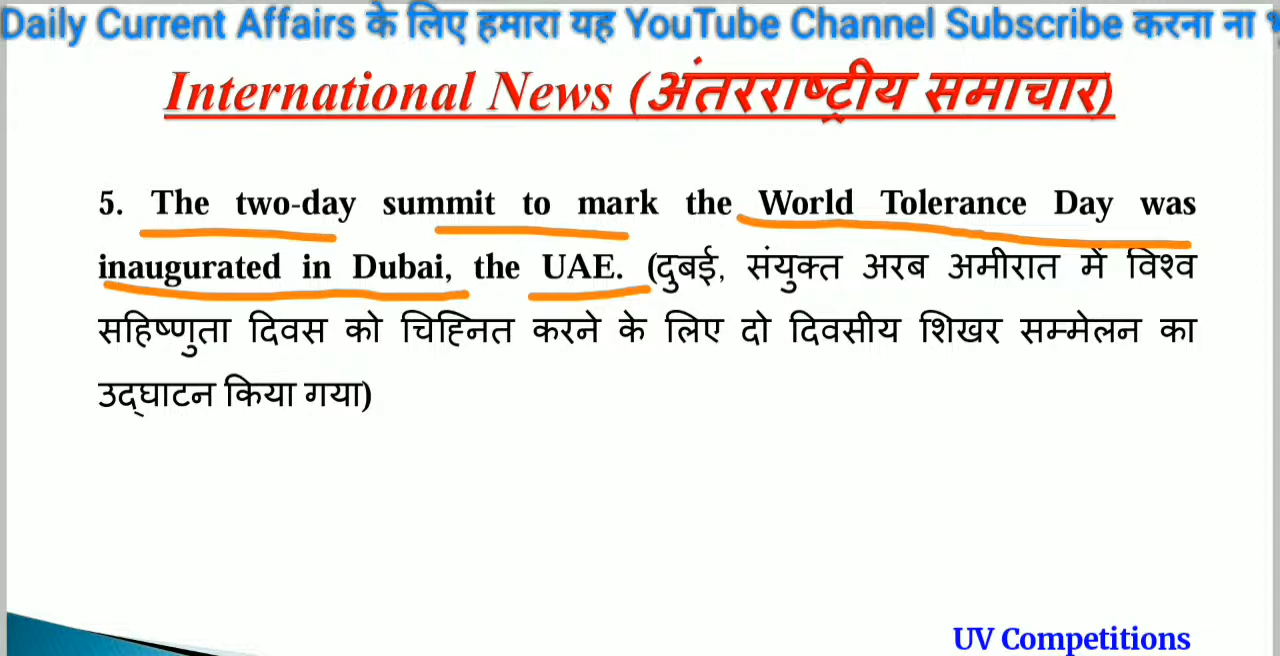 Daily Current Affairs के लिए हमारा यह YouTube Channel Subscribe करना ना
International News (अंतरराष्ट्रीय समाचार)
5. The two-day summit to mark the World Tolerance Day was
inaugurated in Dubai, the UAE. (दुबई, संयुक्त अरब अमीरात में विश्व
सहिष्णुता दिवस को चिह्नित करने के लिए दो दिवसीय शिखर सम्मेलन का
उद्घाटन किया गया)
UV Competitions